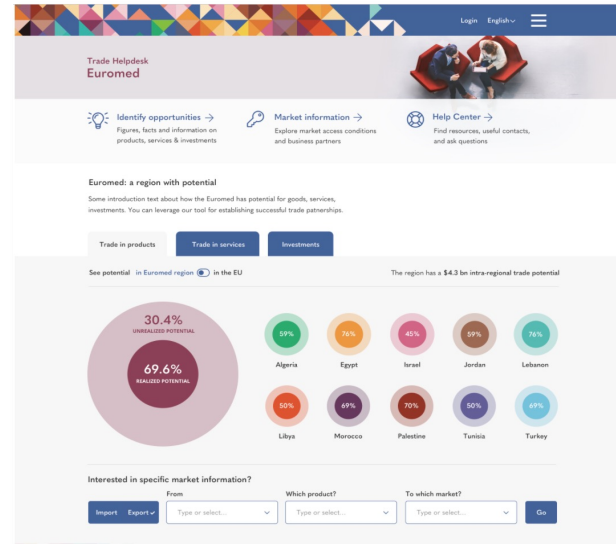 Login English
Trade Helpdesk
Euromed
Identify opportunities →
Figures, facts and information on
products, services & investments
Market information →
Explore market access conditions
and business partners
Help Center →
Find resources, useful contacts,
and ask questions
Euromed: a region with potential
Some introduction text about how the Euromed has potential for goods, services,
investments. You can leverage our tool for establishing successful trade patnerships.
Trade in products
Trade in services
Investments
See potential in Euromed region in the EU
The region has a $4.3 bn intra-regional trade potential
30.4%
UNREALIZED POTENTIAL
69.6%
REALIZED POTENTIAL
59% 76% 45% 59% 76%
Algeria Egypt Israel Jordan Lebanon
50% 69% 70% 50% 69%
Libya Morocco Palestine Tunisia Turkey
Interested in specific market information?
From Which product? To which market?
Import Export Type or select... Type or select... Type or select... Go